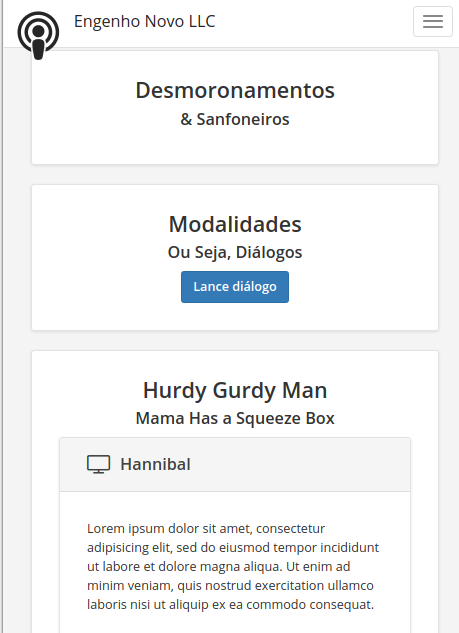 Engenho Novo LLC
Desmoronamentos
& Sanfoneiros
Modalidades
Ou Seja, Diálogos
Lance diálogo
Hurdy Gurdy Man
Mama Has a Squeeze Box
Hannibal
Lorem ipsum dolor sit amet, consectetur
adipisicing elit, sed do eiusmod tempor incididunt
ut labore et dolore magna aliqua. Ut enim ad
minim veniam, quis nostrud exercitation ullamco
laboris nisi ut aliquip ex ea commodo consequat.